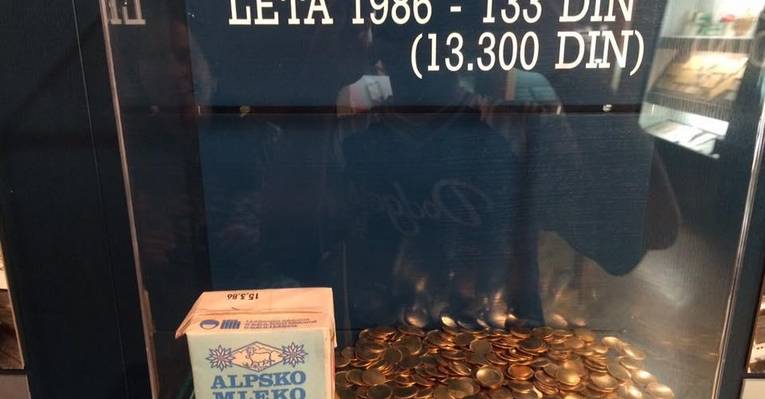 LETA 1986 - 133 DIN
(13.300 DIN)
15.3.86
ALPSKO
MLEKO